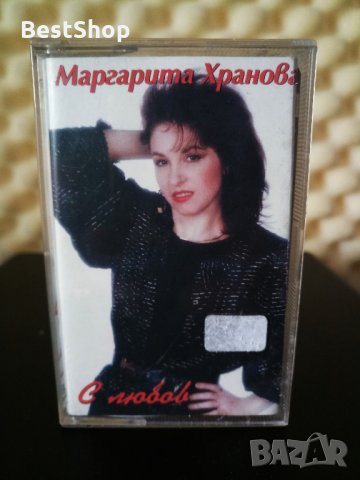 BestShop
Маргарита Хранова
С любов
BAZAR